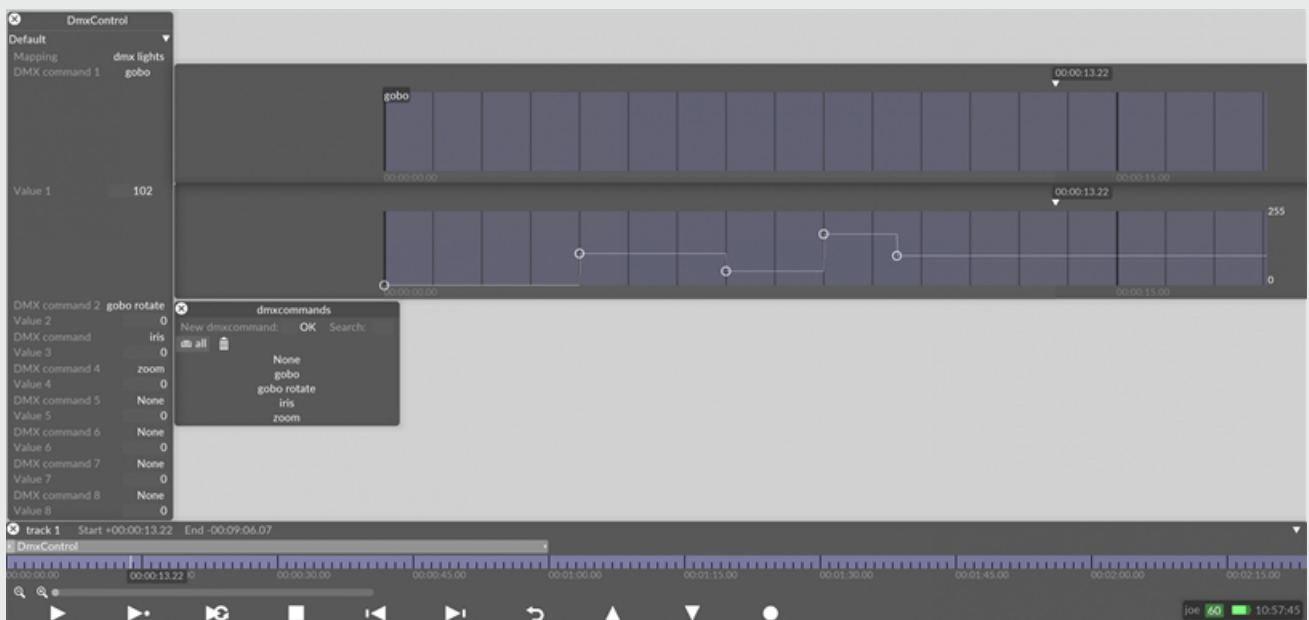 DmxControl
Default
Mapping dmx lights
DMX command 1 gobo
00:00:13.22
gobo
00:00:00.00 00:00:15.00
Value 1 102
00:00:13.22
255
0
00:00:00.00 00:00:15.00
DMX command 2 gobo rotate
Value 2 0
DMX command iris
Value 3 0
DMX command 4 zoom
Value 4 0
DMX command 5 None
Value 5 0
DMX command 6 None
Value 6 0
DMX command 7 None
Value 7 0
DMX command 8 None
Value 8 0
dmxcommands
New dmxcommand: OK Search:
all
None
gobo
gobo rotate
iris
zoom
track 1 Start +00:00:13.22 End -00:09:06.07
DmxControl
00:00:00.00 00:00:13.22 00:00:30.00 00:00:45.00 00:01:00.00 00:01:15.00 00:01:30.00 00:01:45.00 00:02:00.00 00:02:15.00
joe 60 10:57:45